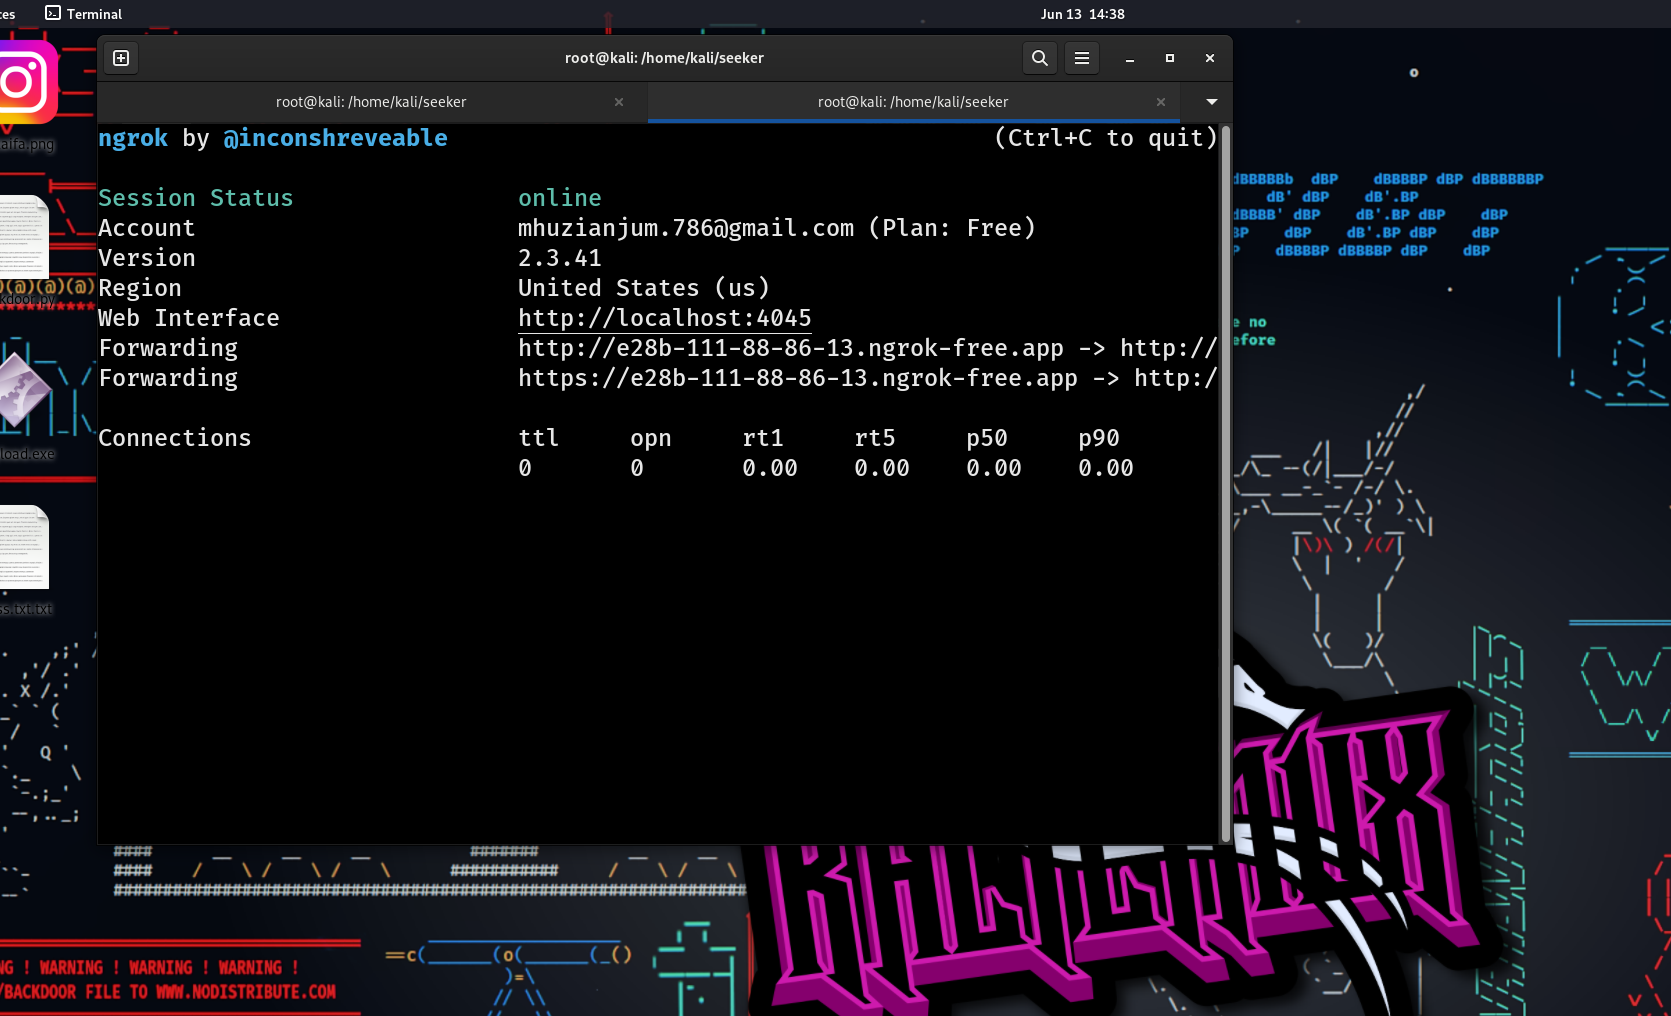 ces Terminal Jun 13 14:38
root@kali: /home/kali/seeker
root@kali: /home/kali/seeker × root@kali: /home/kali/seeker ×
ngrok by @inconshreveable (Ctrl+C to quit)
Session Status online
Account mhuzianjum.786@gmail.com (Plan: Free)
Version 2.3.41
Region United States (us)
Web Interface http://localhost:4045
Forwarding http://e28b-111-88-86-13.ngrok-free.app -> http://
Forwarding https://e28b-111-88-86-13.ngrok-free.app -> http:/
Connections ttl opn rt1 rt5 p50 p90
0 0 0.00 0.00 0.00 0.00
alfa.png
kdoor.py
load.exe
ss.txt.txt
e no
efore
NG ! WARNING ! WARNING ! WARNING !
/BACKDOOR FILE TO WWW.NODISTRIBUTE.COM